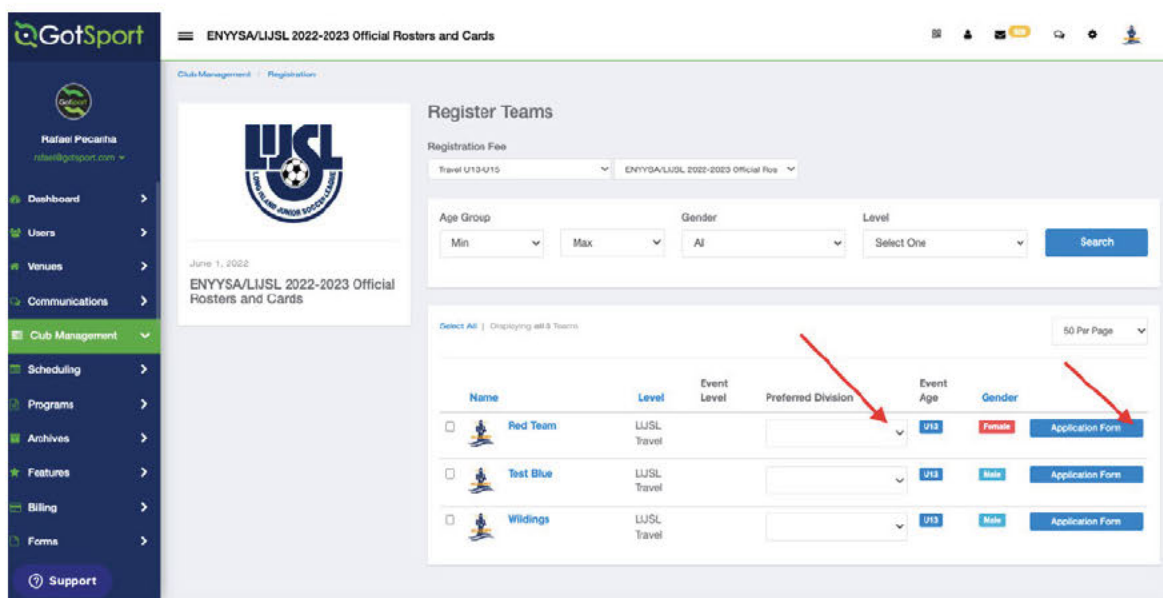 GotSport
ENYYSA/LIJSL 2022-2023 Official Rosters and Cards
GotSport
Rafael Pecanha
rafael@gotsport.com
Dashboard
Users
Venues
Communications
Club Management
Scheduling
Programs
Archives
Features
Billing
Forms
Support
Club Management / Registration
LIJSL
LONG ISLAND JUNIOR SOCCER LEAGUE
June 1, 2022
ENYYSA/LIJSL 2022-2023 Official
Rosters and Cards
Register Teams
Registration Fee
Travel U13-U15 ENYYSA/LIJSL 2022-2023 Official Ros
Age Group Gender Level
Min Max Al Select One Search
Select All | Displaying all 3 Teams
50 Per Page
Name Level Event Level Preferred Division Event Age Gender
Red Team LIJSL Travel U13 Female Application Form
Test Blue LIJSL Travel U13 Male Application Form
Wildings LIJSL Travel U13 Male Application Form